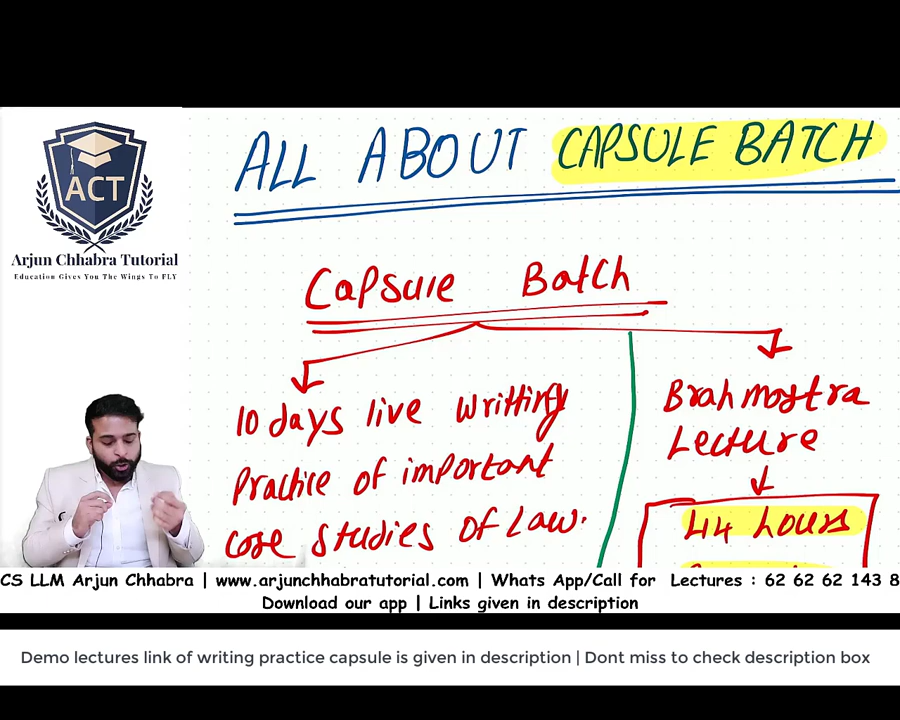 ALL ABOUT CAPSULE BATCH
ACT
Arjun Chhabra Tutorial
Education Gives You The Wings To FLY
Capsule Batch
10 days live writting
Practice of important
case studies of Law.
Brahmastra
Lecture
44 hours
CS LLM Arjun Chhabra | www.arjunchhabratutorial.com | Whats App/Call for Lectures : 62 62 62 143 8
Download our app | Links given in description
Demo lectures link of writing practice capsule is given in description | Dont miss to check description box